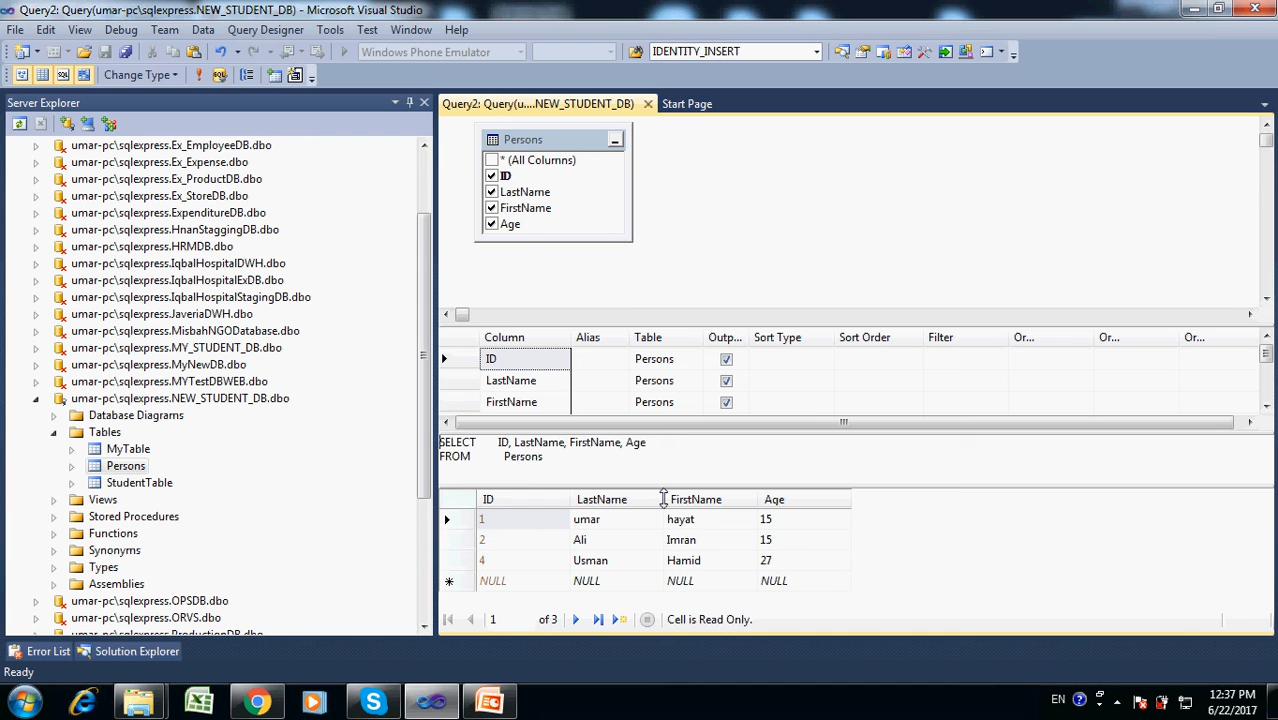 Query2: Query(umar-pc\sqlexpress.NEW_STUDENT_DB) - Microsoft Visual Studio
File Edit View Debug Team Data Query Designer Tools Test Window Help
Windows Phone Emulator IDENTITY_INSERT
Change Type
Server Explorer
umar-pc\sqlexpress.Ex_EmployeeDB.dbo
umar-pc\sqlexpress.Ex_Expense.dbo
umar-pc\sqlexpress.Ex_ProductDB.dbo
umar-pc\sqlexpress.Ex_StoreDB.dbo
umar-pc\sqlexpress.ExpenditureDB.dbo
umar-pc\sqlexpress.HnanStaggingDB.dbo
umar-pc\sqlexpress.HRMDB.dbo
umar-pc\sqlexpress.IqbalHospitalDWH.dbo
umar-pc\sqlexpress.IqbalHospitalExDB.dbo
umar-pc\sqlexpress.IqbalHospitalStagingDB.dbo
umar-pc\sqlexpress.JaveriaDWH.dbo
umar-pc\sqlexpress.MisbahNGODatabase.dbo
umar-pc\sqlexpress.MY_STUDENT_DB.dbo
umar-pc\sqlexpress.MyNewDB.dbo
umar-pc\sqlexpress.MYTestDBWEB.dbo
umar-pc\sqlexpress.NEW_STUDENT_DB.dbo
Database Diagrams
Tables
MyTable
Persons
StudentTable
Views
Stored Procedures
Functions
Synonyms
Types
Assemblies
umar-pc\sqlexpress.OPSDB.dbo
umar-pc\sqlexpress.ORVS.dbo
umar-pc\sqlexpress.ProductionDB.dbo
Query2: Query(u....NEW_STUDENT_DB) Start Page
Persons
* (All Columns)
ID
LastName
FirstName
Age
Column Alias Table Outp... Sort Type Sort Order Filter Or... Or... Or...
ID Persons
LastName Persons
FirstName Persons
SELECT ID, LastName, FirstName, Age
FROM Persons
ID LastName FirstName Age
1 umar hayat 15
2 Ali Imran 15
4 Usman Hamid 27
NULL NULL NULL NULL
1 of 3 Cell is Read Only.
Error List Solution Explorer
Ready
EN 12:37 PM
6/22/2017